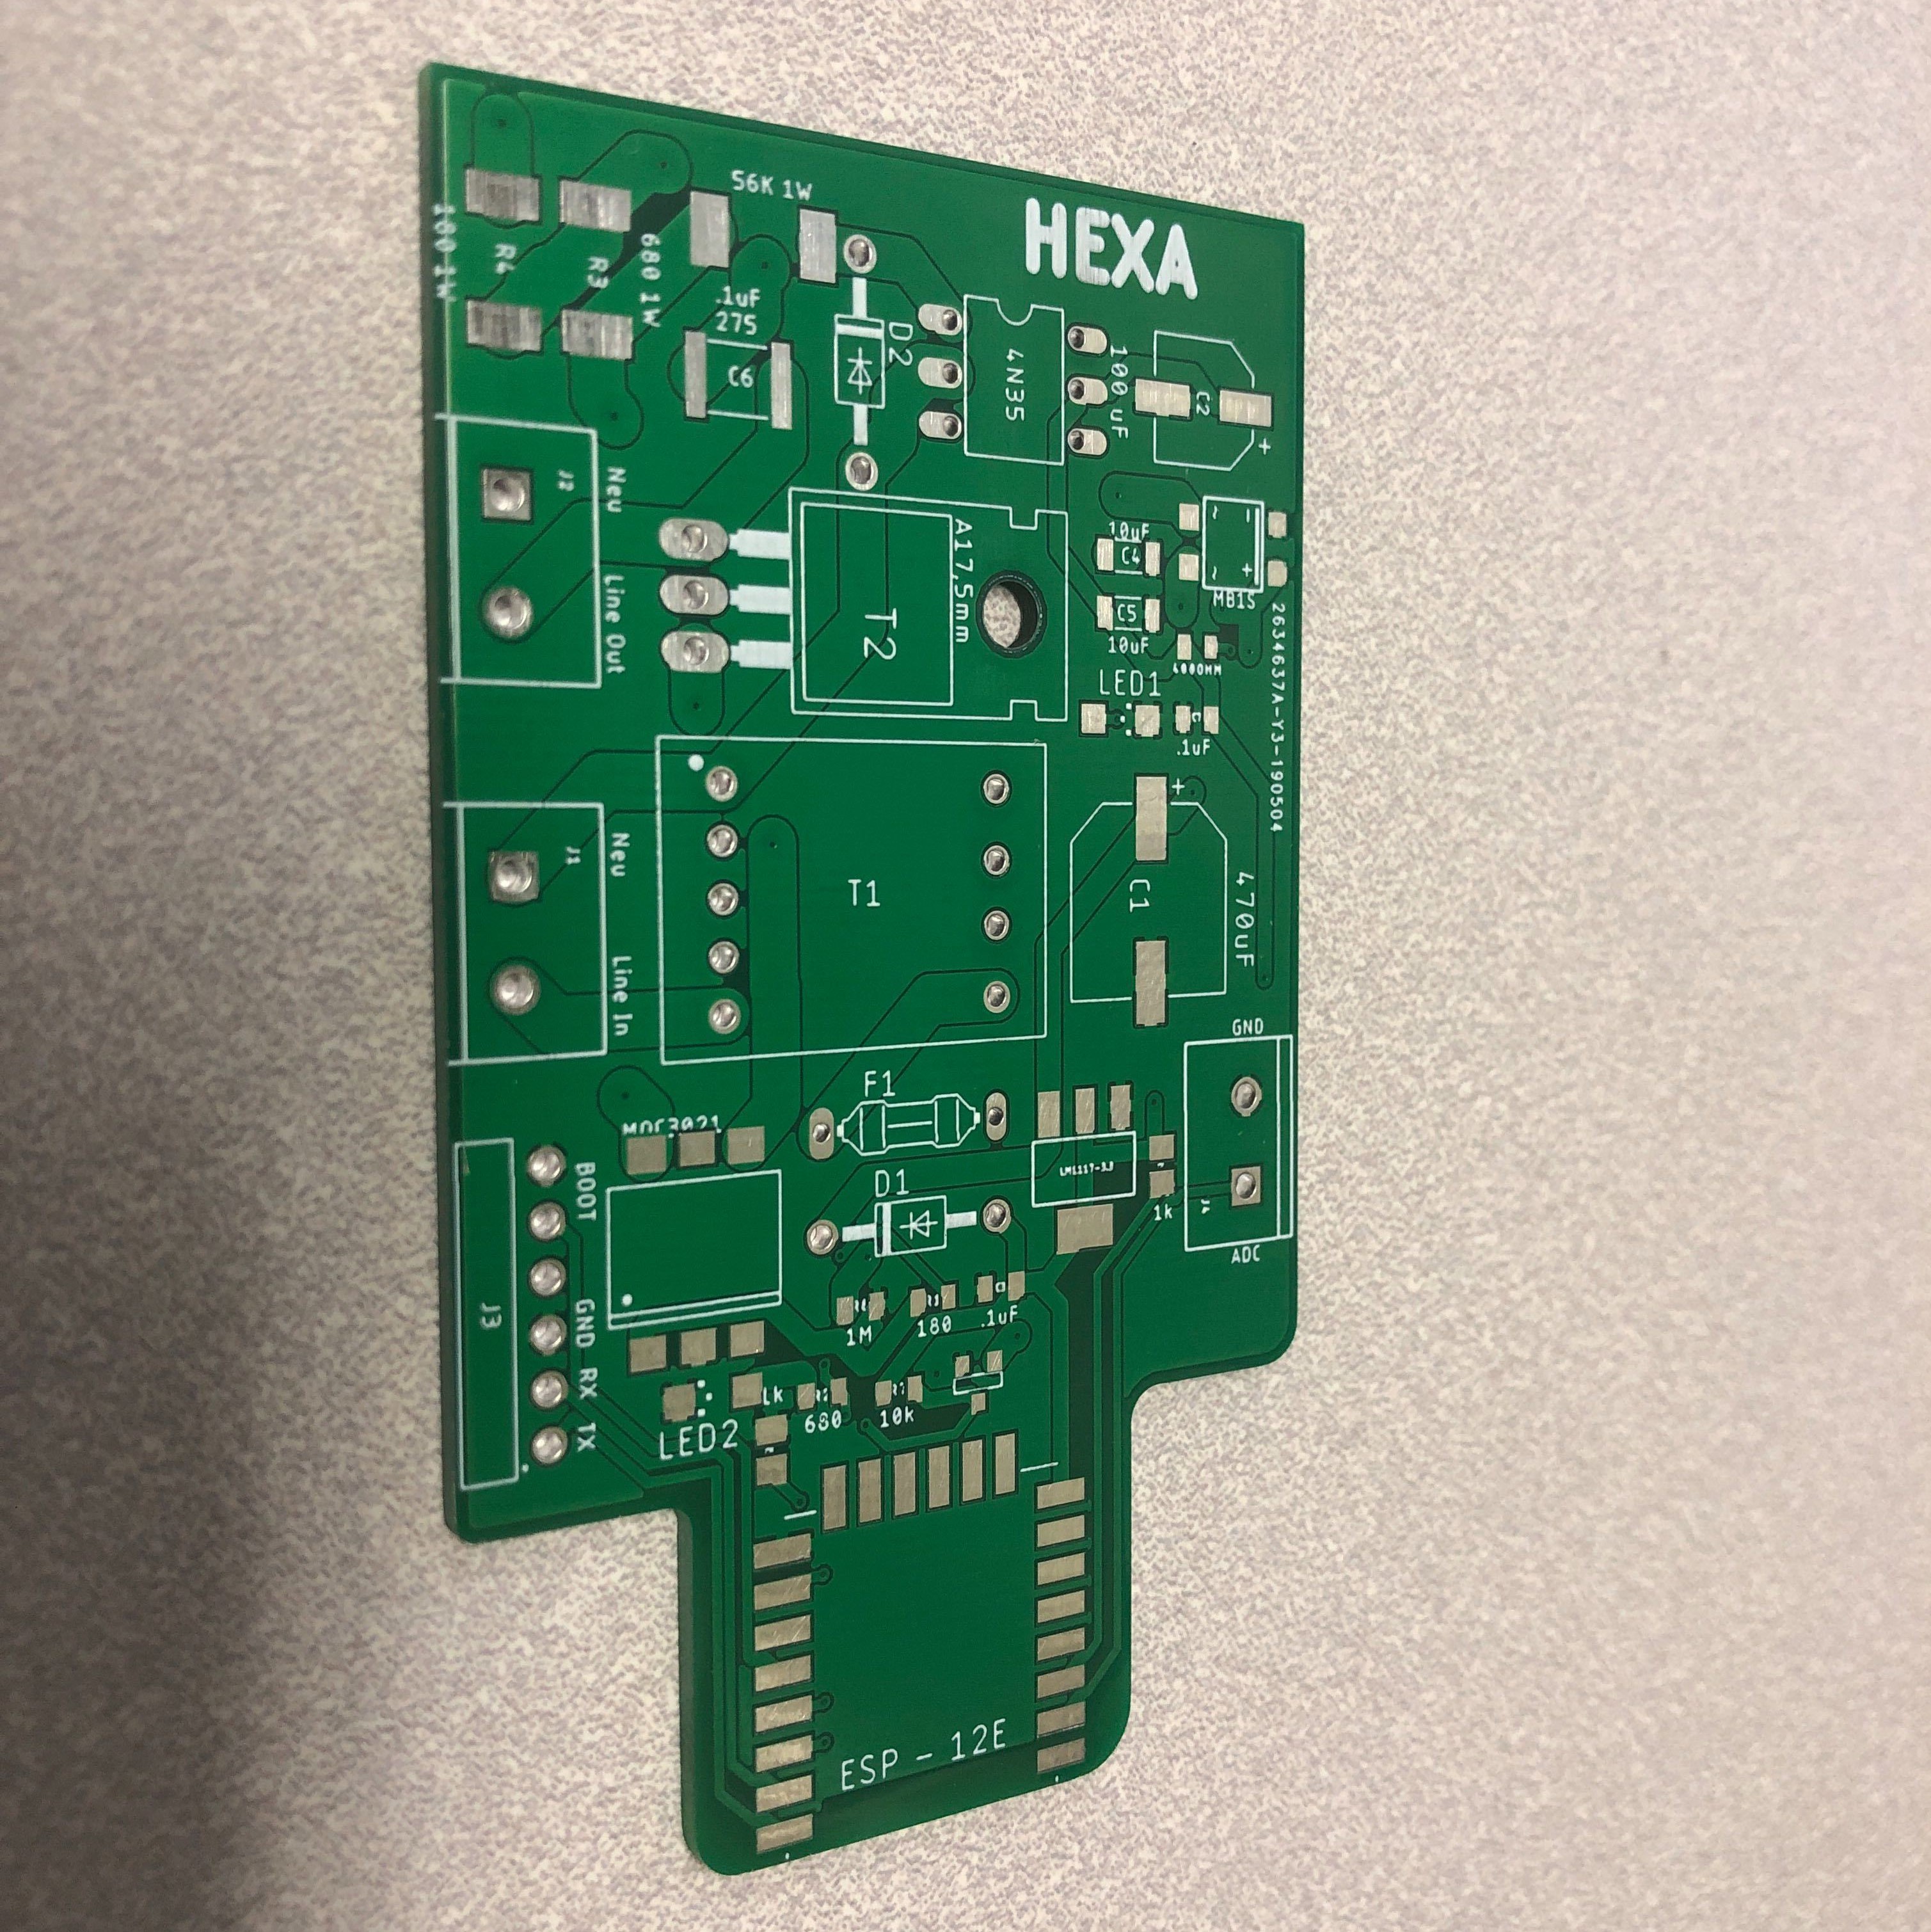 56K 1W
HEXA
180 1W
R4
R3
680 1W
.1uF
275
C6
D2
4N35
100uF
C2
+
J2
Neu
Line Out
A17,5mm
T2
10uF
C4
C5
10uF
~
-
~
+
MB1S
2634637A-Y3-190504
LED1
.1uF
J1
Neu
Line In
T1
+
C1
470uF
GND
J4
ADC
F1
MOC3021
D1
LM1117-3.3
1k
J3
BOOT
GND
RX
TX
1M
180
.1uF
LED2
1k
680
10k
ESP - 12E